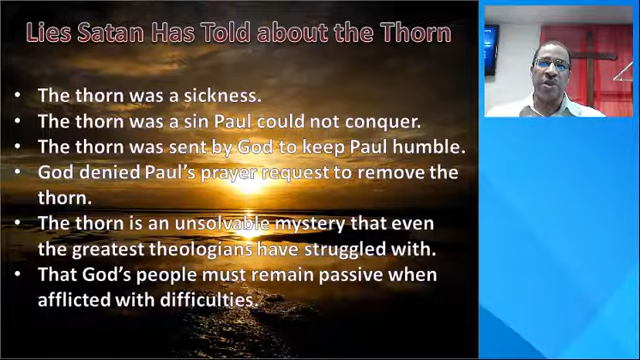 Lies Satan Has Told about the Thorn
• The thorn was a sickness.
• The thorn was a sin Paul could not conquer.
• The thorn was sent by God to keep Paul humble.
• God denied Paul's prayer request to remove the
thorn.
• The thorn is an unsolvable mystery that even
the greatest theologians have struggled with.
• That God's people must remain passive when
afflicted with difficulties.